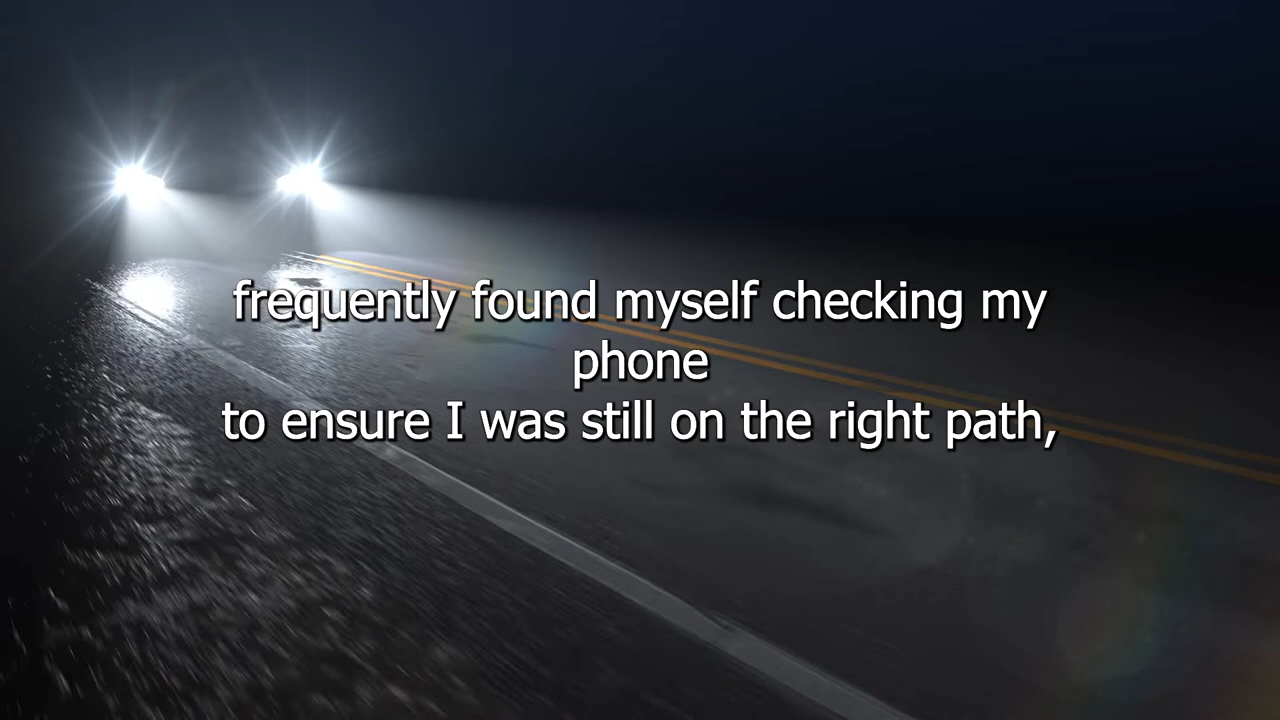 frequently found myself checking my
phone
to ensure I was still on the right path,